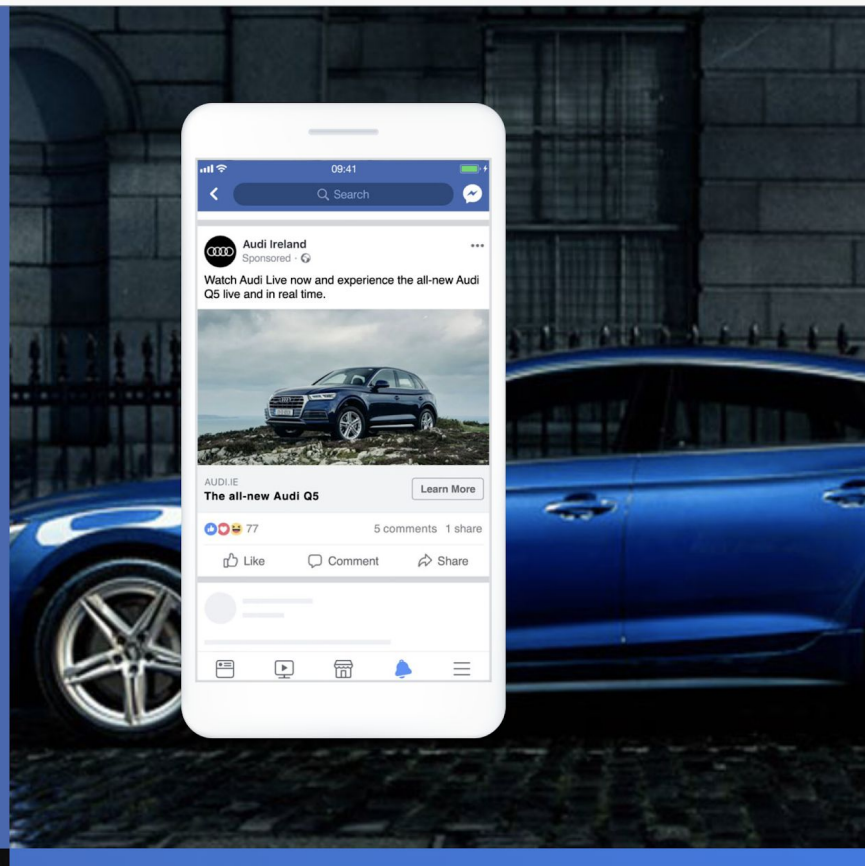 09:41
Search
Audi Ireland
Sponsored ·
Watch Audi Live now and experience the all-new Audi
Q5 live and in real time.
AUDI.IE
The all-new Audi Q5
Learn More
77
5 comments 1 share
Like
Comment
Share